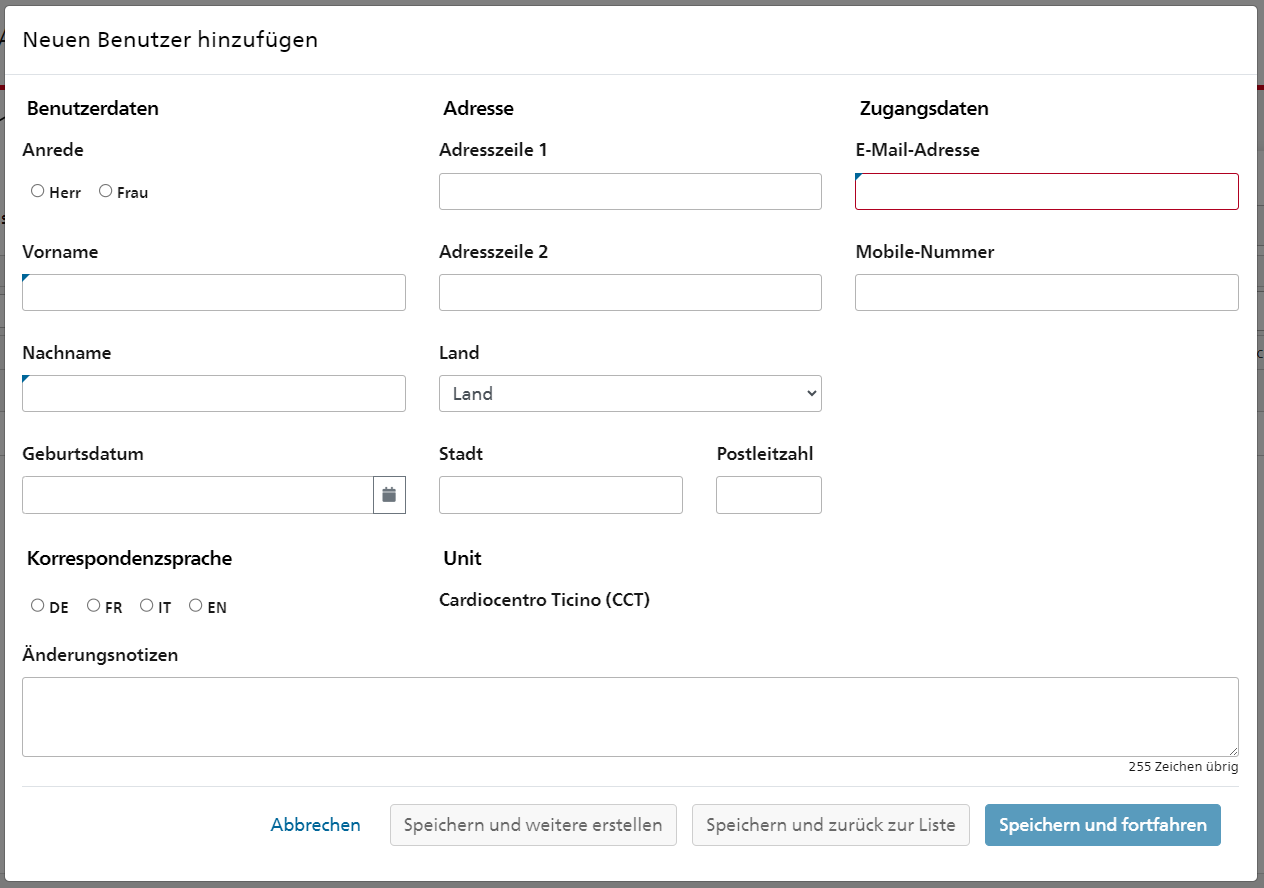 Neuen Benutzer hinzufügen
Benutzerdaten
Anrede
Herr Frau
Vorname
Nachname
Geburtsdatum
Adresse
Adresszeile 1
Adresszeile 2
Land
Land
Stadt Postleitzahl
Zugangsdaten
E-Mail-Adresse
Mobile-Nummer
Korrespondenzsprache
DE FR IT EN
Unit
Cardiocentro Ticino (CCT)
Änderungsnotizen
255 Zeichen übrig
Abbrechen Speichern und weitere erstellen Speichern und zurück zur Liste Speichern und fortfahren